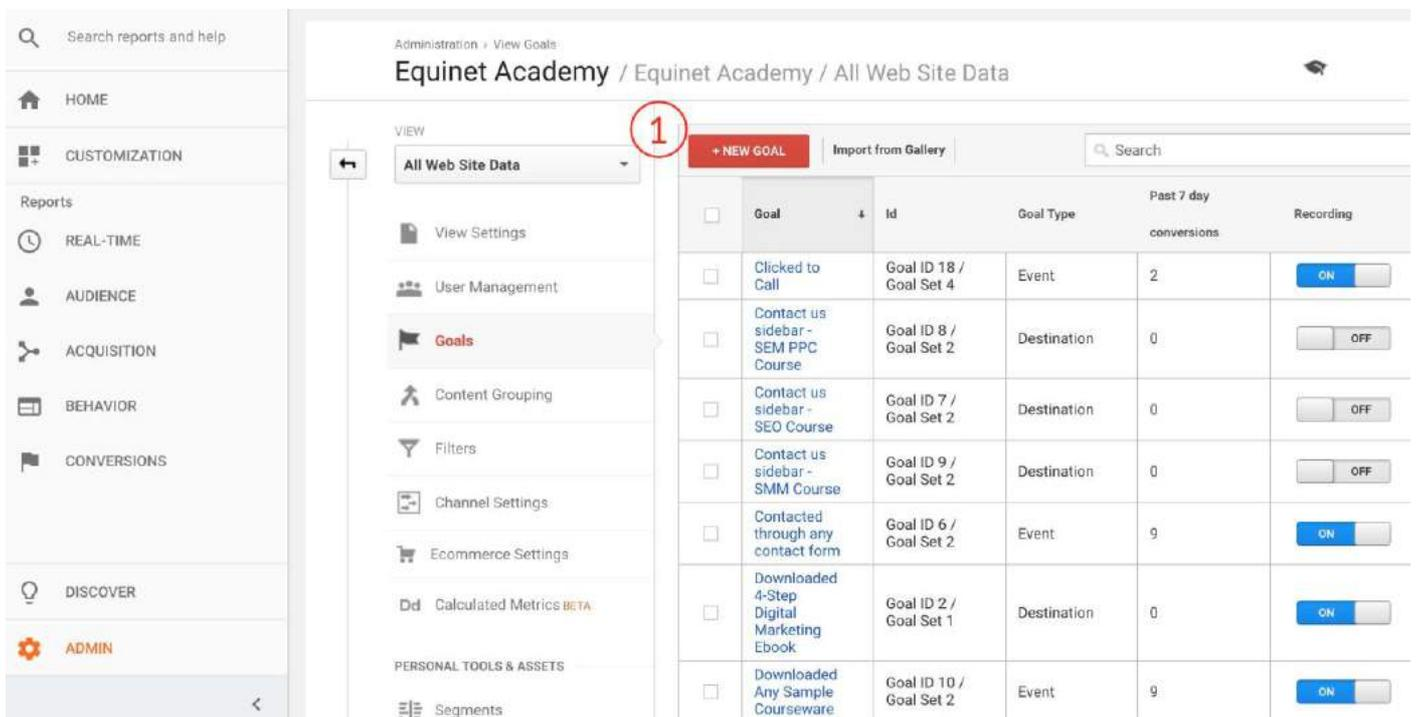 Search reports and help
HOME
CUSTOMIZATION
Reports
REAL-TIME
AUDIENCE
ACQUISITION
BEHAVIOR
CONVERSIONS
DISCOVER
ADMIN
<
Administration › View Goals
Equinet Academy / Equinet Academy / All Web Site Data
VIEW
All Web Site Data
View Settings
User Management
Goals
Content Grouping
Filters
Channel Settings
Ecommerce Settings
Dd Calculated Metrics BETA
PERSONAL TOOLS & ASSETS
Segments
1
+ NEW GOAL
Import from Gallery
Search
Goal
Id
Goal Type
Past 7 day
conversions
Recording
Clicked to
Call
Goal ID 18 /
Goal Set 4
Event
2
ON
Contact us
sidebar -
SEM PPC
Course
Goal ID 8 /
Goal Set 2
Destination
0
OFF
Contact us
sidebar -
SEO Course
Goal ID 7 /
Goal Set 2
Destination
0
OFF
Contact us
sidebar -
SMM Course
Goal ID 9 /
Goal Set 2
Destination
0
OFF
Contacted
through any
contact form
Goal ID 6 /
Goal Set 2
Event
9
ON
Downloaded
4-Step
Digital
Marketing
Ebook
Goal ID 2 /
Goal Set 1
Destination
0
ON
Downloaded
Any Sample
Courseware
Goal ID 10 /
Goal Set 2
Event
9
ON